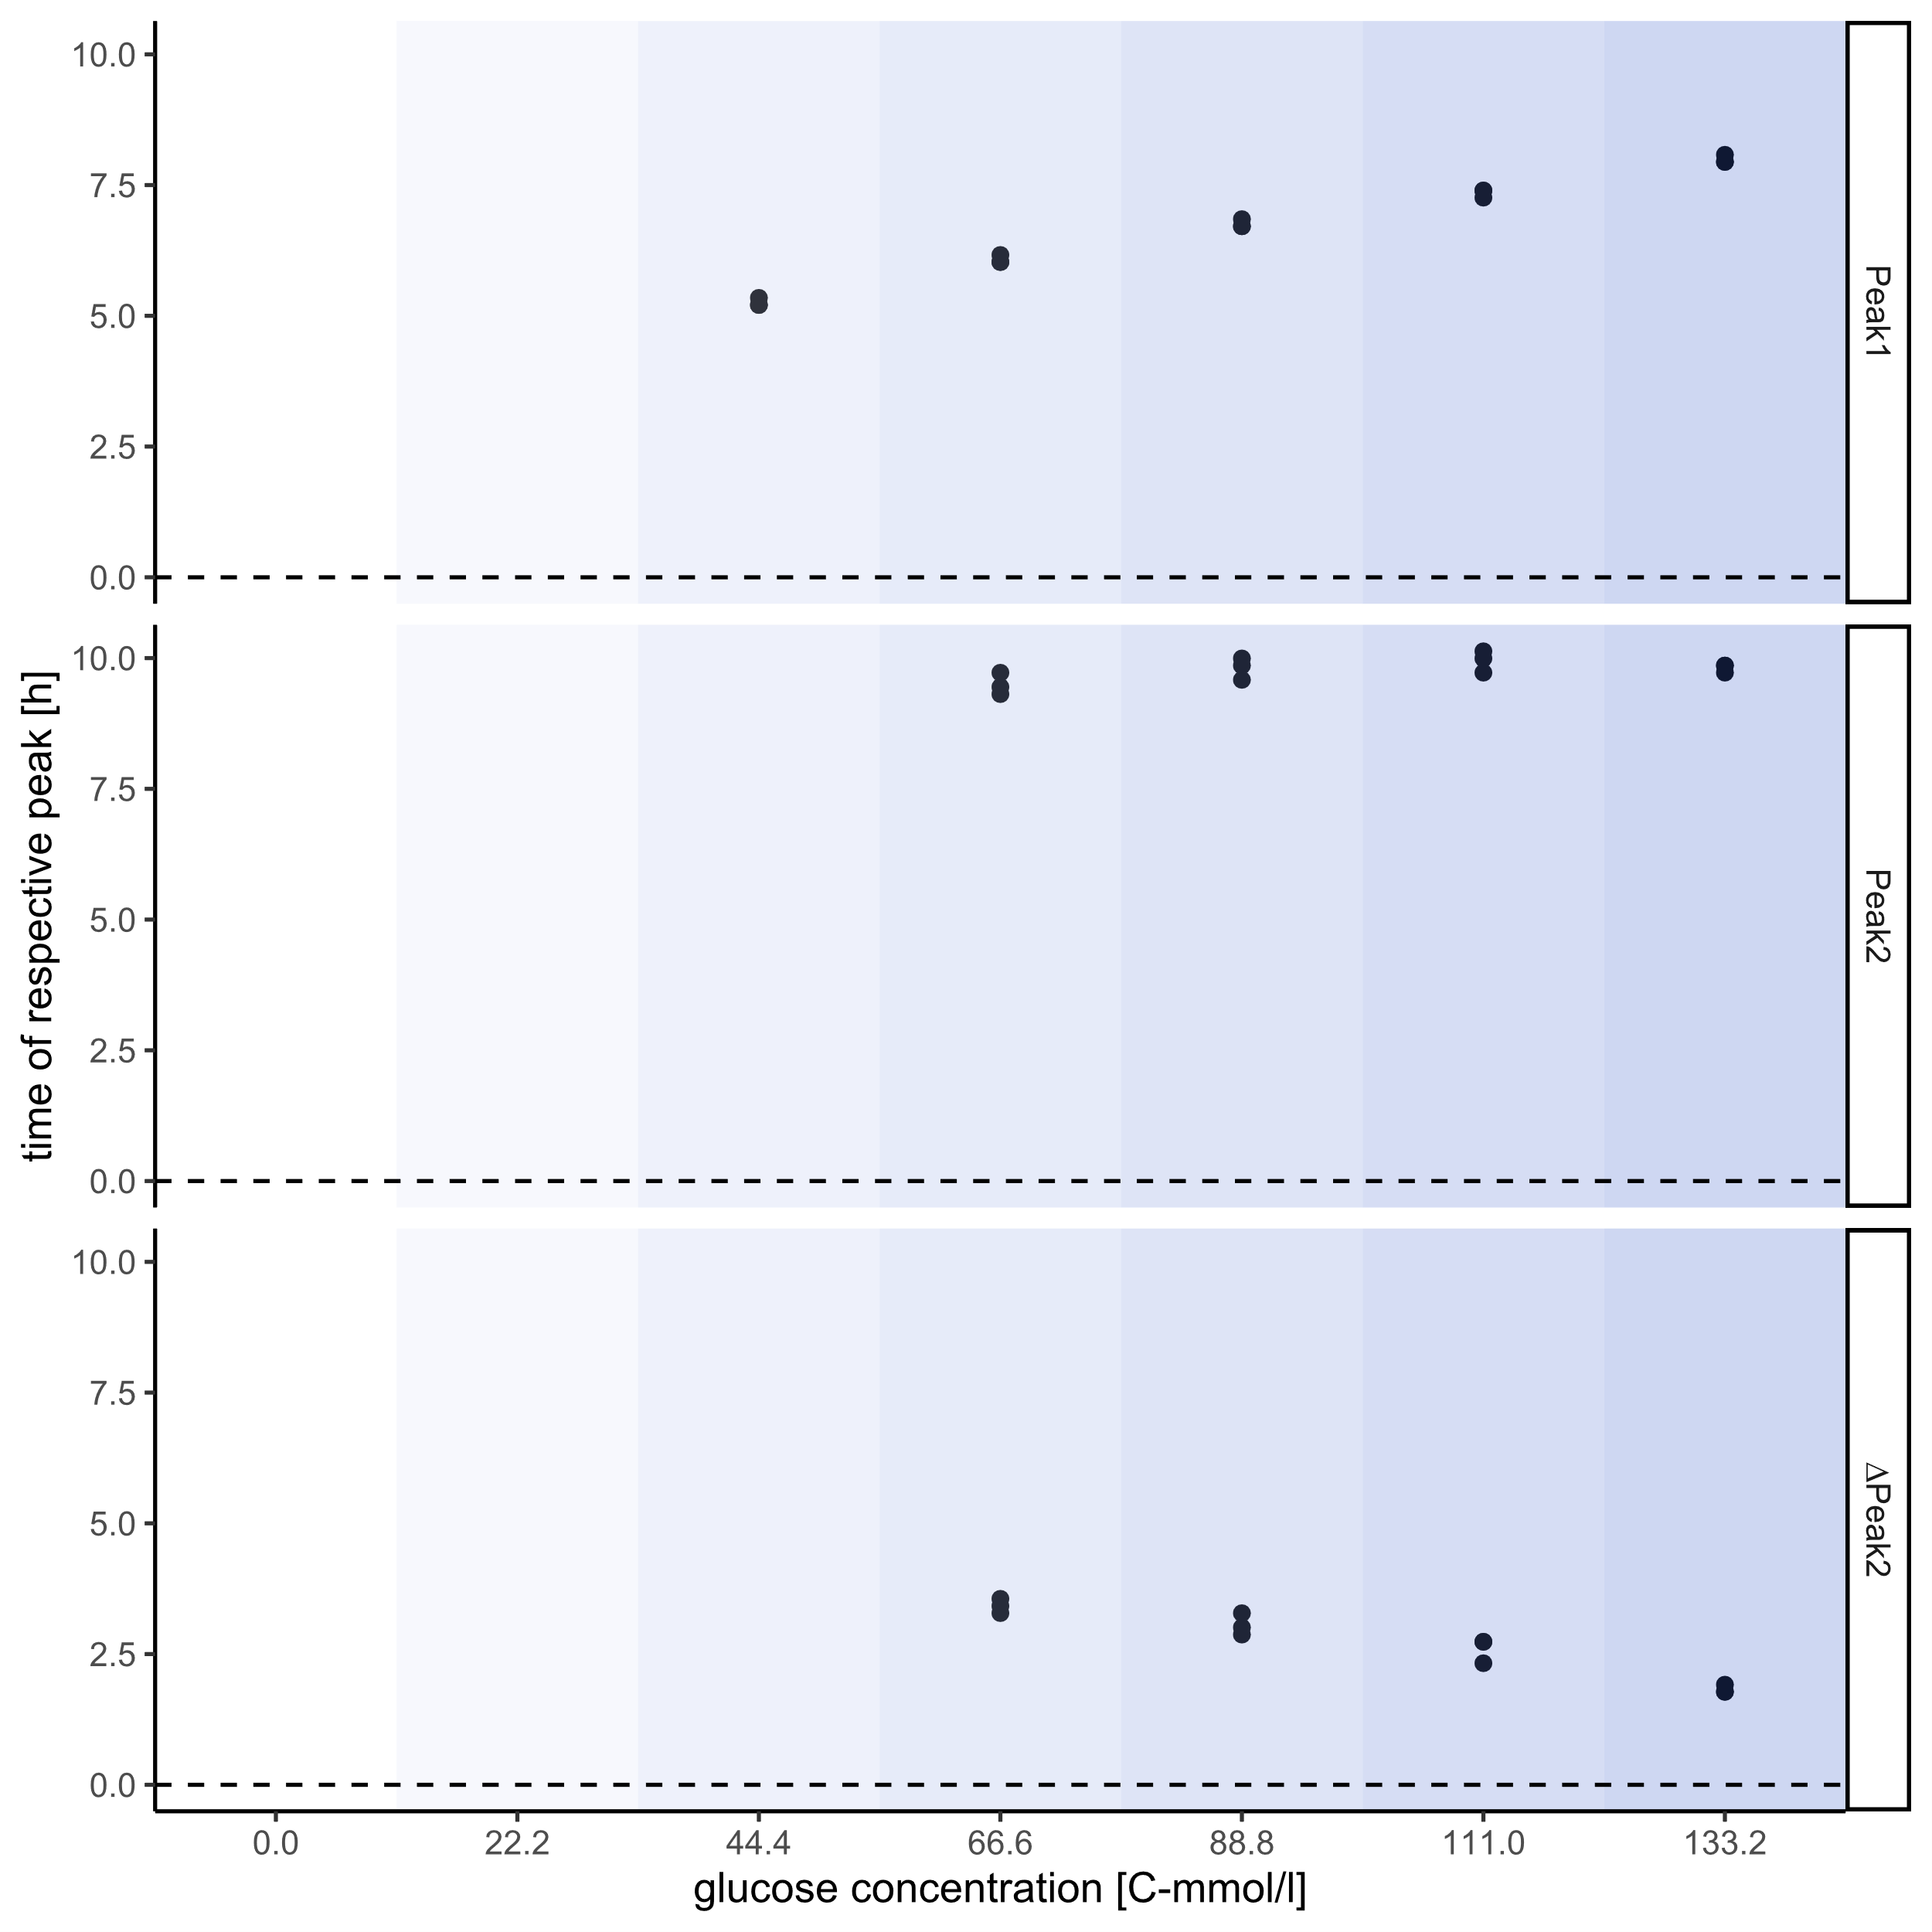 10.0
7.5
5.0
2.5
0.0
Peak1
10.0
7.5
5.0
2.5
0.0
Peak2
10.0
7.5
5.0
2.5
0.0
ΔPeak2
time of respective peak [h]
0.0 22.2 44.4 66.6 88.8 111.0 133.2
glucose concentration [C-mmol/l]